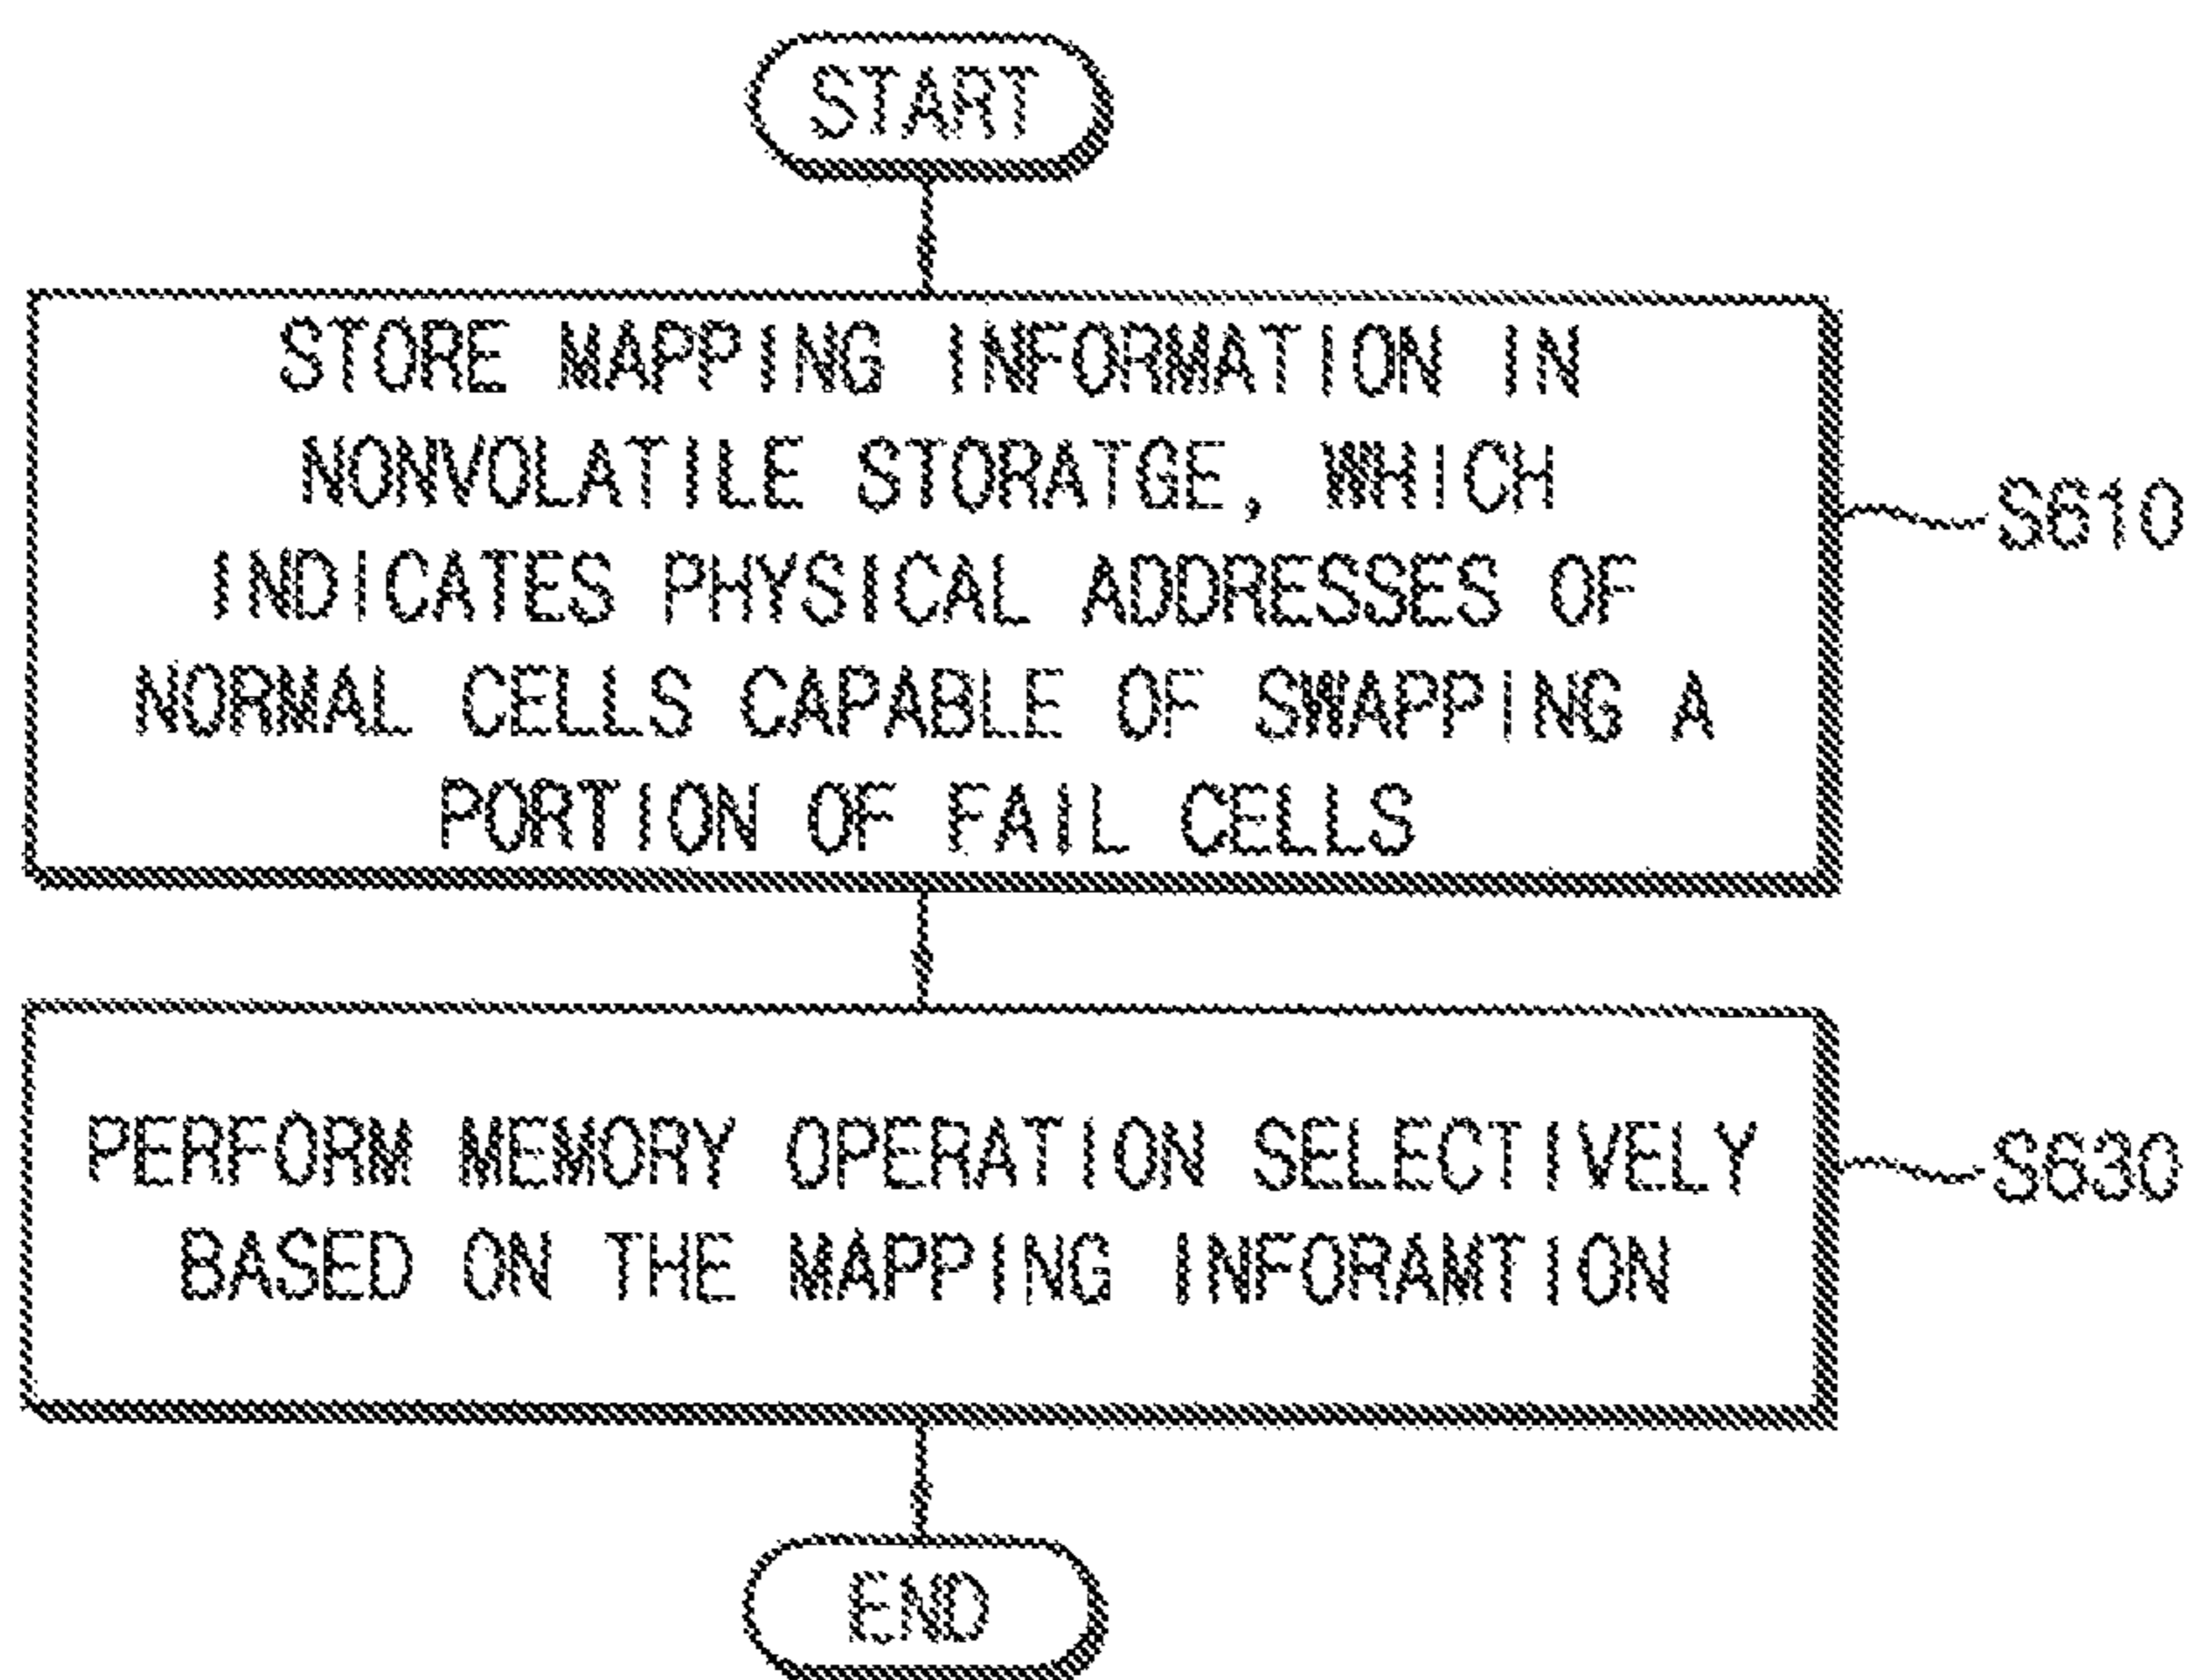 START
STORE MAPPING INFORMATION IN
NONVOLATILE STORATGE, WHICH
INDICATES PHYSICAL ADDRESSES OF
NORMAL CELLS CAPABLE OF SWAPPING A
PORTION OF FAIL CELLS
S610
PERFORM MEMORY OPERATION SELECTIVELY
BASED ON THE MAPPING INFORAMTION
S630
END